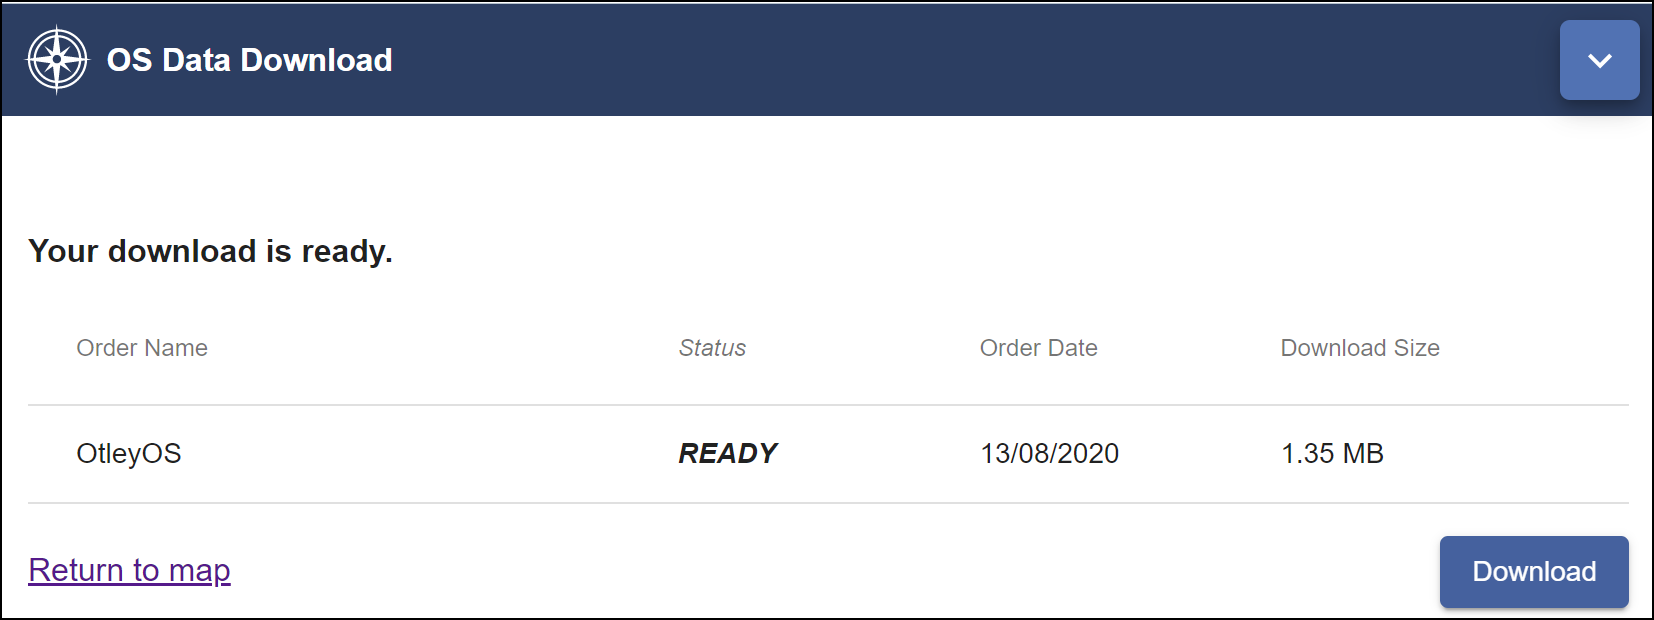 OS Data Download
Your download is ready.
Order Name Status Order Date Download Size
OtleyOS READY 13/08/2020 1.35 MB
Return to map Download